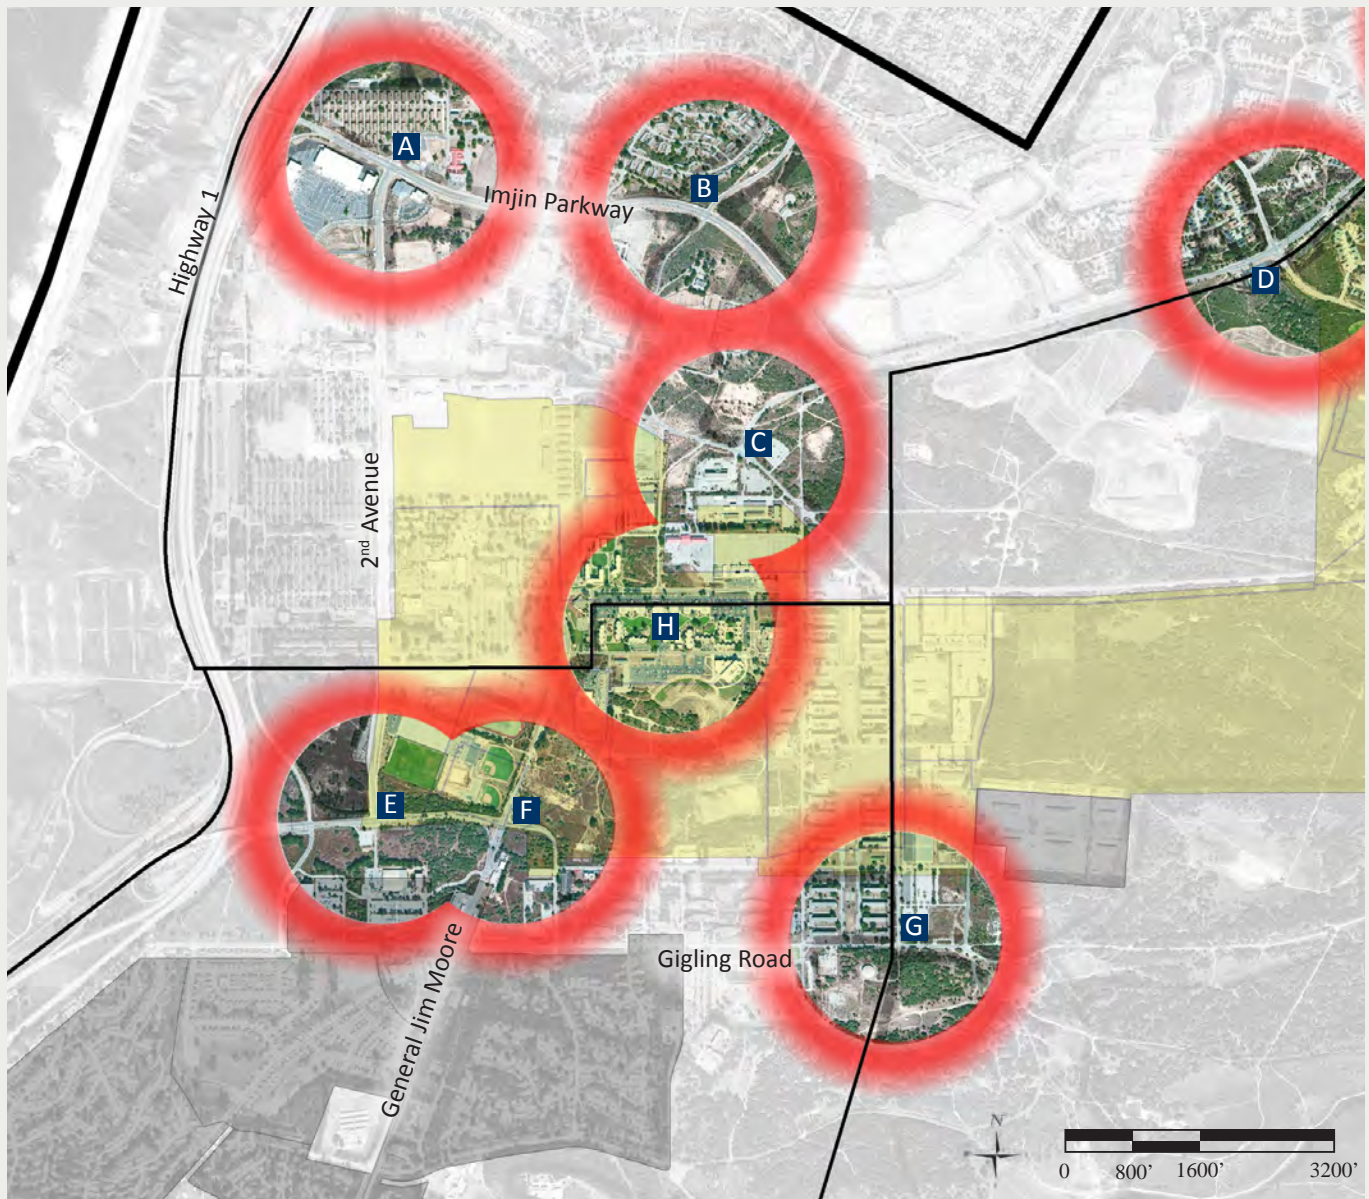 A
B
Imjin Parkway
Highway 1
D
C
2nd Avenue
H
E
F
G
Gigling Road
General Jim Moore
N
0 800’ 1600’ 3200’